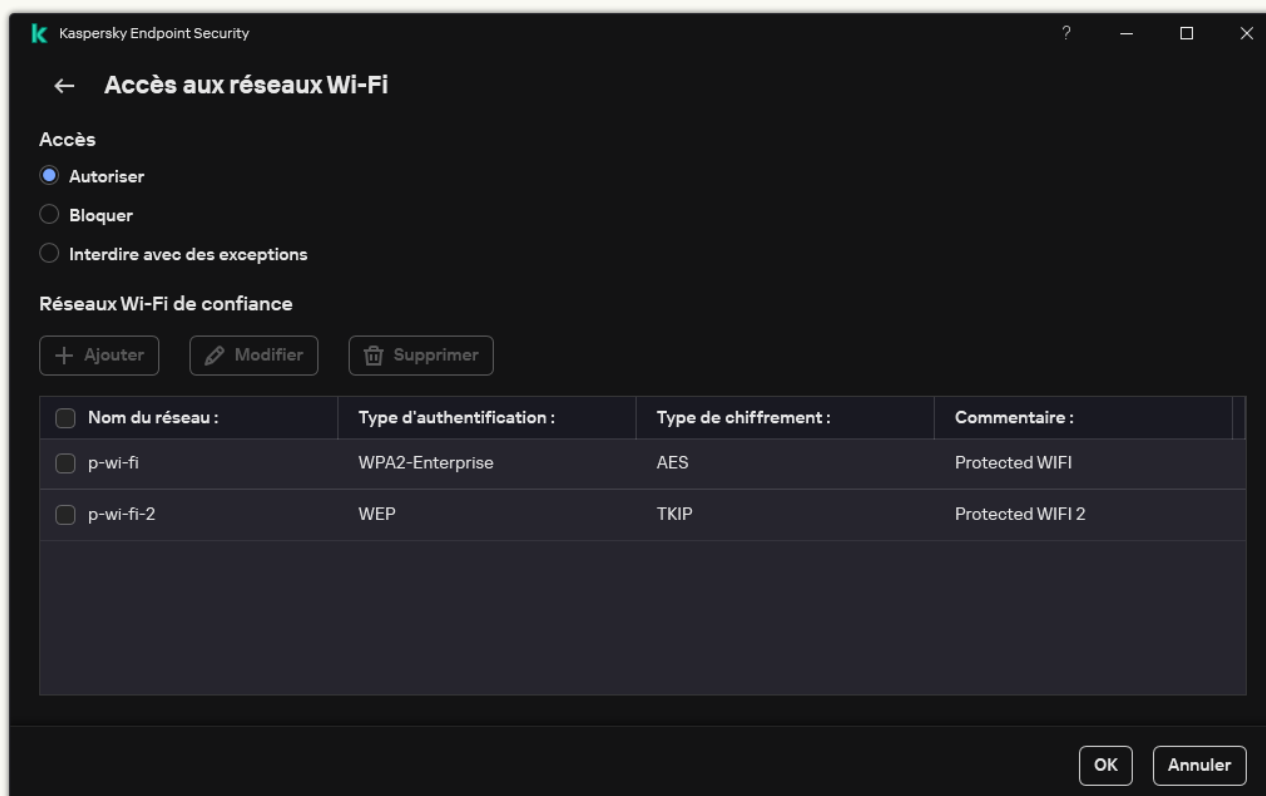 Kaspersky Endpoint Security ?
Accès aux réseaux Wi-Fi
Accès
Autoriser
Bloquer
Interdire avec des exceptions
Réseaux Wi-Fi de confiance
Ajouter Modifier Supprimer
Nom du réseau : Type d'authentification : Type de chiffrement : Commentaire :
p-wi-fi WPA2-Enterprise AES Protected WIFI
p-wi-fi-2 WEP TKIP Protected WIFI 2
OK Annuler